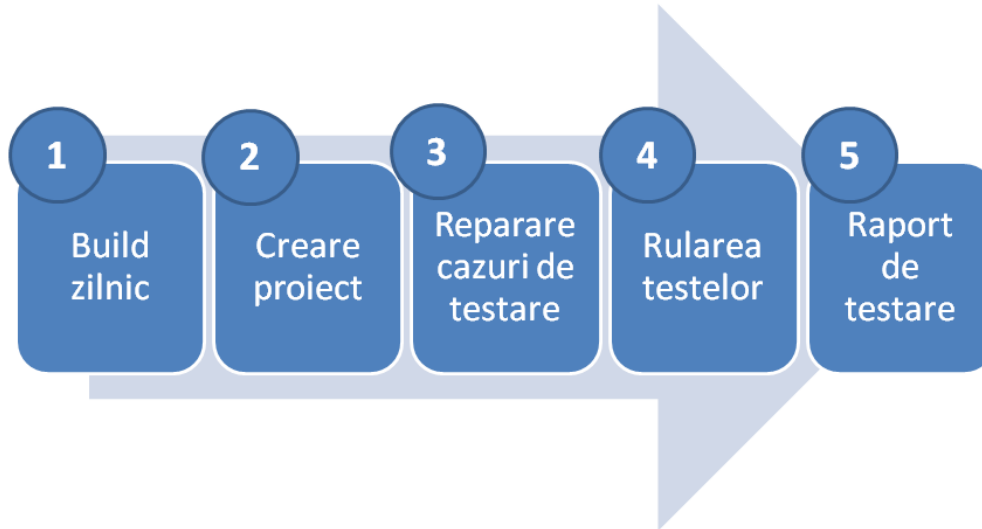 1
Build
zilnic
2
Creare
proiect
3
Reparare
cazuri de
testare
4
Rularea
testelor
5
Raport
de
testare